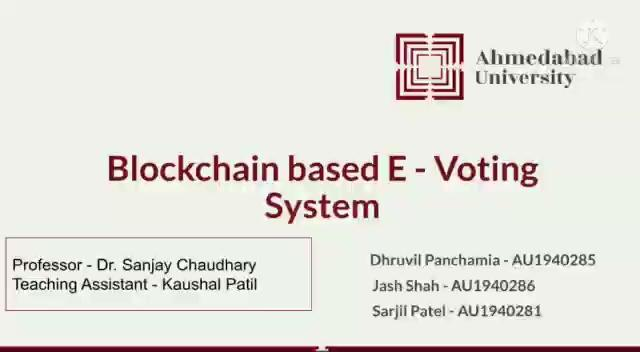 Ahmedabad
University
Blockchain based E - Voting
System
Professor - Dr. Sanjay Chaudhary
Teaching Assistant - Kaushal Patil
Dhruvil Panchamia - AU1940285
Jash Shah - AU1940286
Sarjil Patel - AU1940281